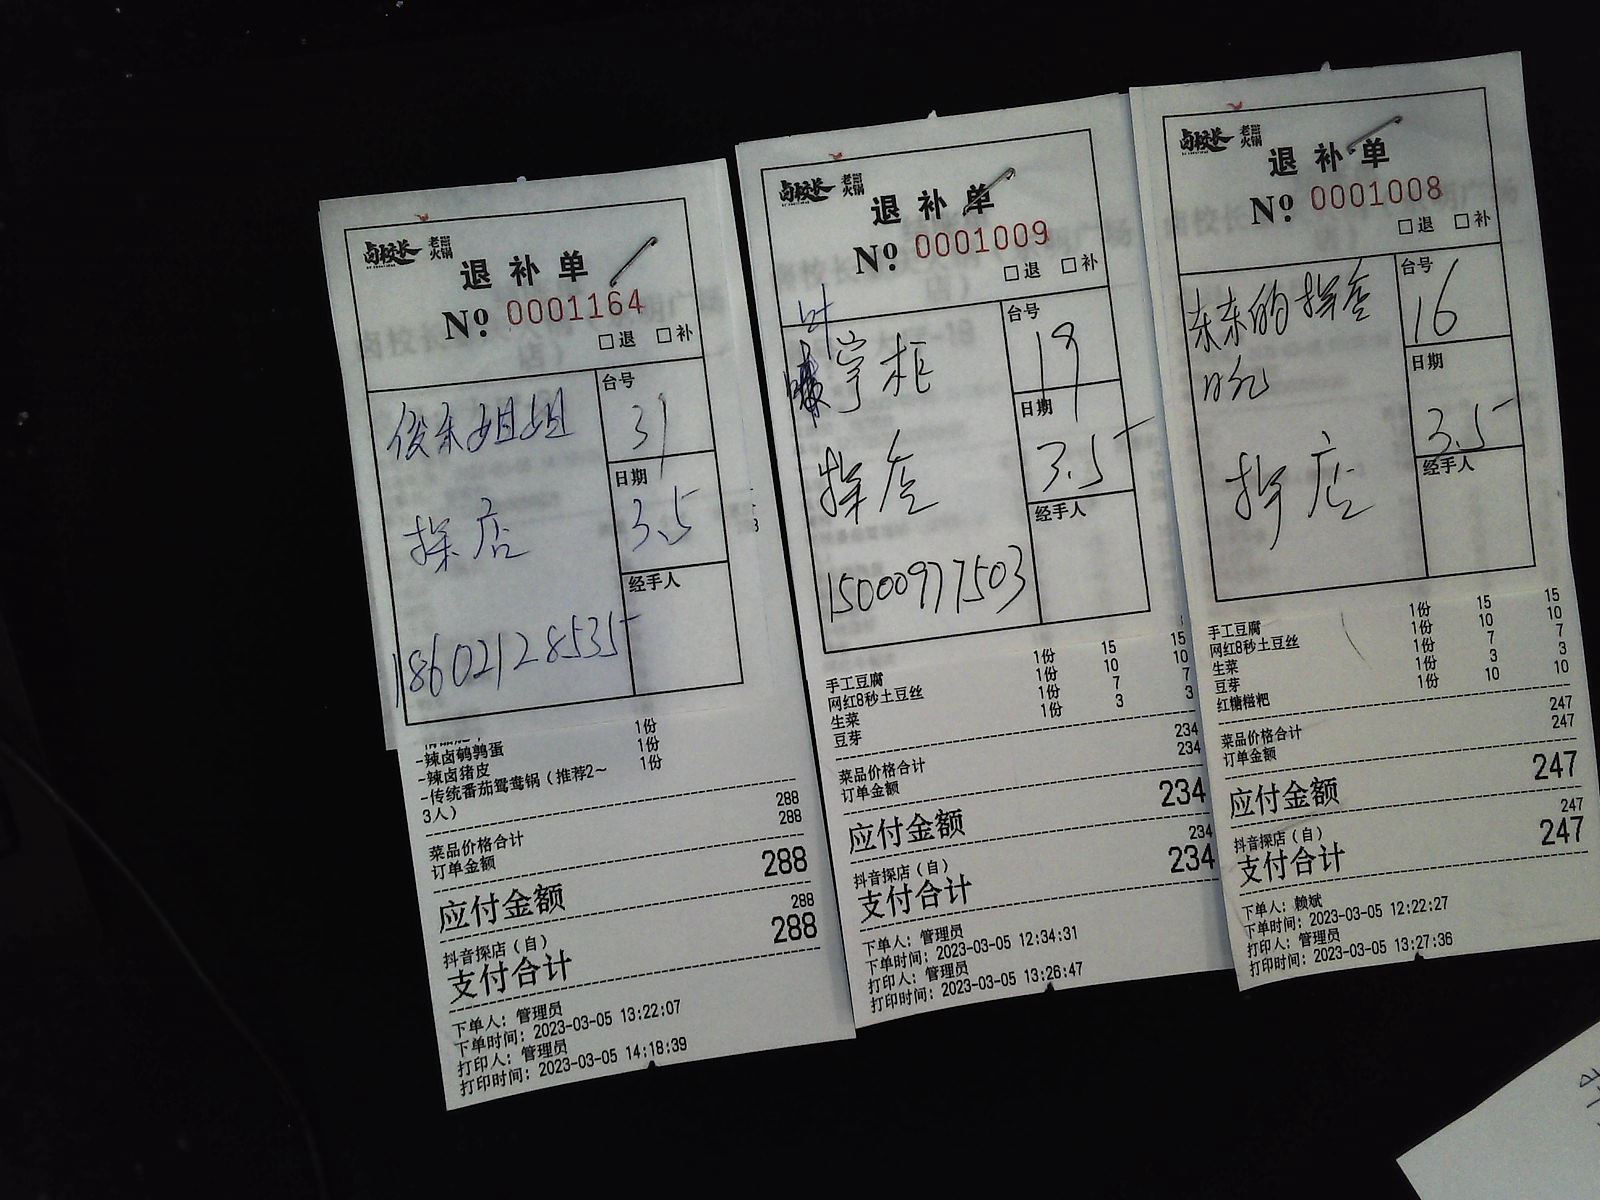 卤校长 老卤火锅
退补单
№ 0001164
□退 □补
俊东姐姐
探店
18602128535
台号
31
日期
3.5
经手人
1份
-辣卤鹌鹑蛋 1份
-辣卤猪皮 1份
-传统番茄鸳鸯锅（推荐2~
3人）
菜品价格合计 288
订单金额 288
应付金额 288
抖音探店（自） 288
支付合计 288
下单人：管理员
下单时间：2023-03-05 13:22:07
打印人：管理员
打印时间：2023-03-05 14:18:39
卤校长 老卤火锅
退补单
№ 0001009
□退 □补
叶
掌柜
探店
15000977503
台号
19
日期
3.5
经手人
手工豆腐 1份 15 15
网红8秒土豆丝 1份 10 10
生菜 1份 7 7
豆芽 1份 3 3
菜品价格合计 234
订单金额 234
应付金额 234
抖音探店（自） 234
支付合计 234
下单人：管理员
下单时间：2023-03-05 12:34:31
打印人：管理员
打印时间：2023-03-05 13:26:47
卤校长 老卤火锅
退补单
№ 0001008
□退 □补
东东的探店
探店
台号
16
日期
3.5
经手人
手工豆腐 1份 15 15
网红8秒土豆丝 1份 10 10
生菜 1份 7 7
豆芽 1份 3 3
红糖糍粑 1份 10 10
菜品价格合计 247
订单金额 247
应付金额 247
抖音探店（自） 247
支付合计 247
下单人：赖斌
下单时间：2023-03-05 12:22:27
打印人：管理员
打印时间：2023-03-05 13:27:36